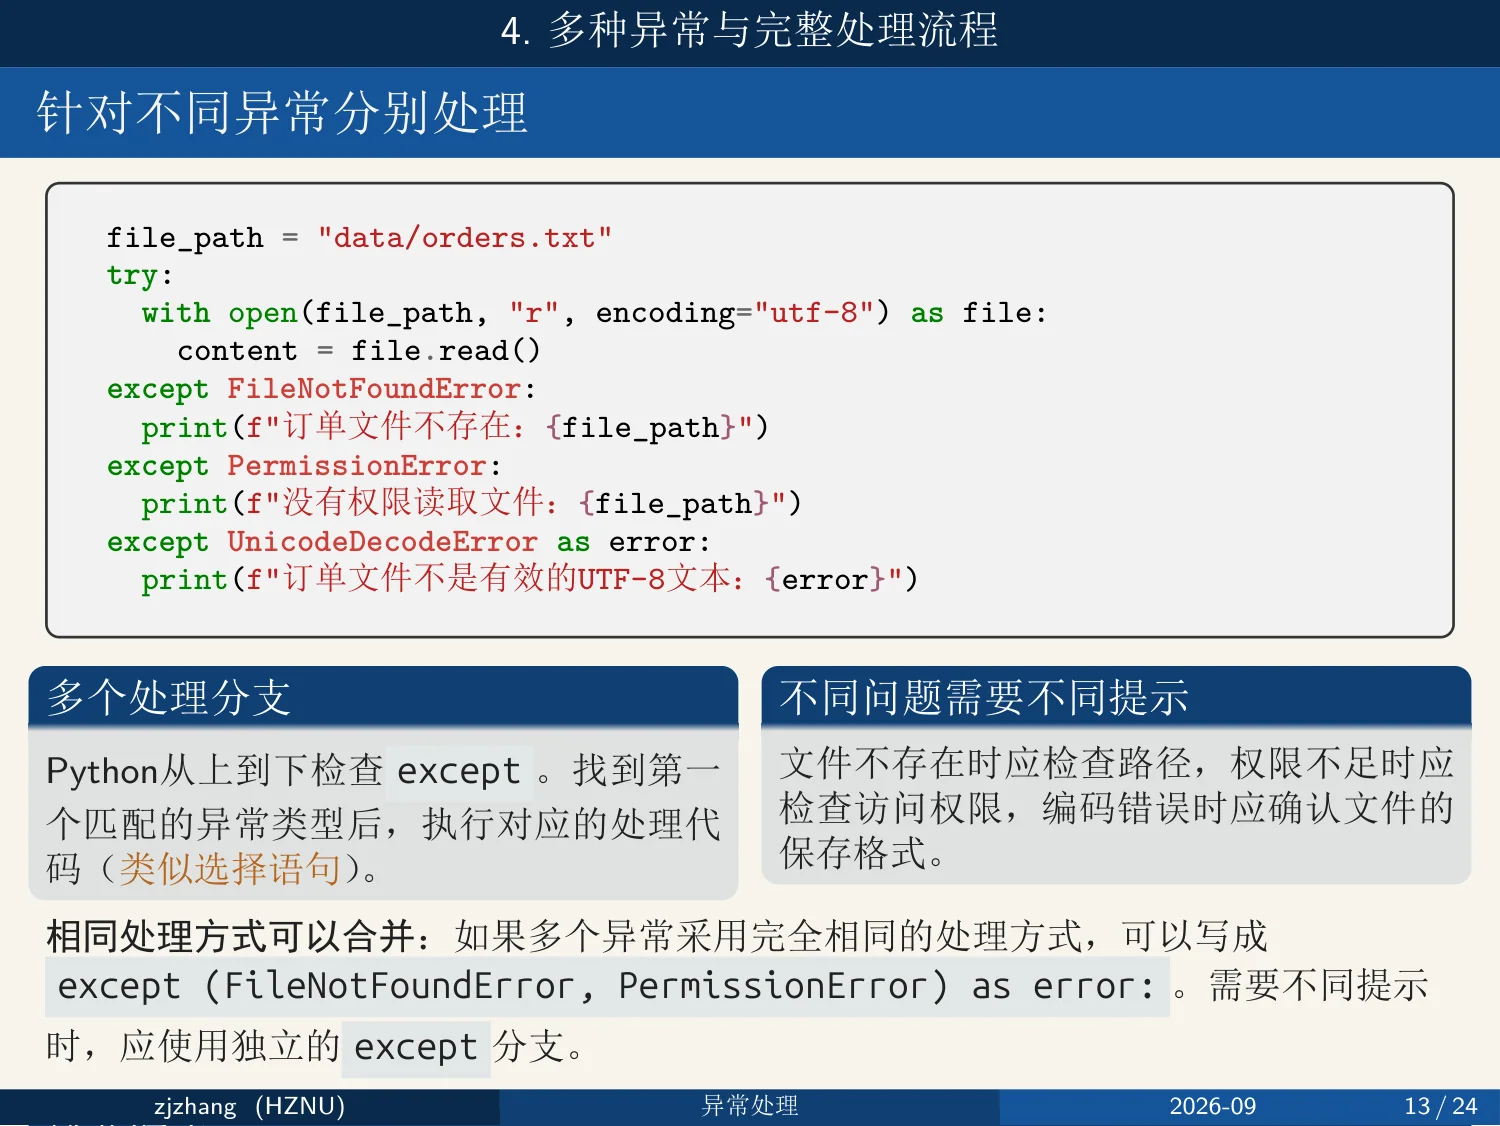 4. 多种异常与完整处理流程
针对不同异常分别处理
file_path = "data/orders.txt"
try:
  with open(file_path, "r", encoding="utf-8") as file:
    content = file.read()
except FileNotFoundError:
  print(f"订单文件不存在：{file_path}")
except PermissionError:
  print(f"没有权限读取文件：{file_path}")
except UnicodeDecodeError as error:
  print(f"订单文件不是有效的UTF-8文本：{error}")
多个处理分支
Python从上到下检查 except 。找到第一
个匹配的异常类型后，执行对应的处理代
码（类似选择语句）。
不同问题需要不同提示
文件不存在时应检查路径，权限不足时应
检查访问权限，编码错误时应确认文件的
保存格式。
相同处理方式可以合并：如果多个异常采用完全相同的处理方式，可以写成
except (FileNotFoundError, PermissionError) as error: 。需要不同提示
时，应使用独立的 except 分支。
zjzhang (HZNU)
异常处理
2026-09
13 / 24